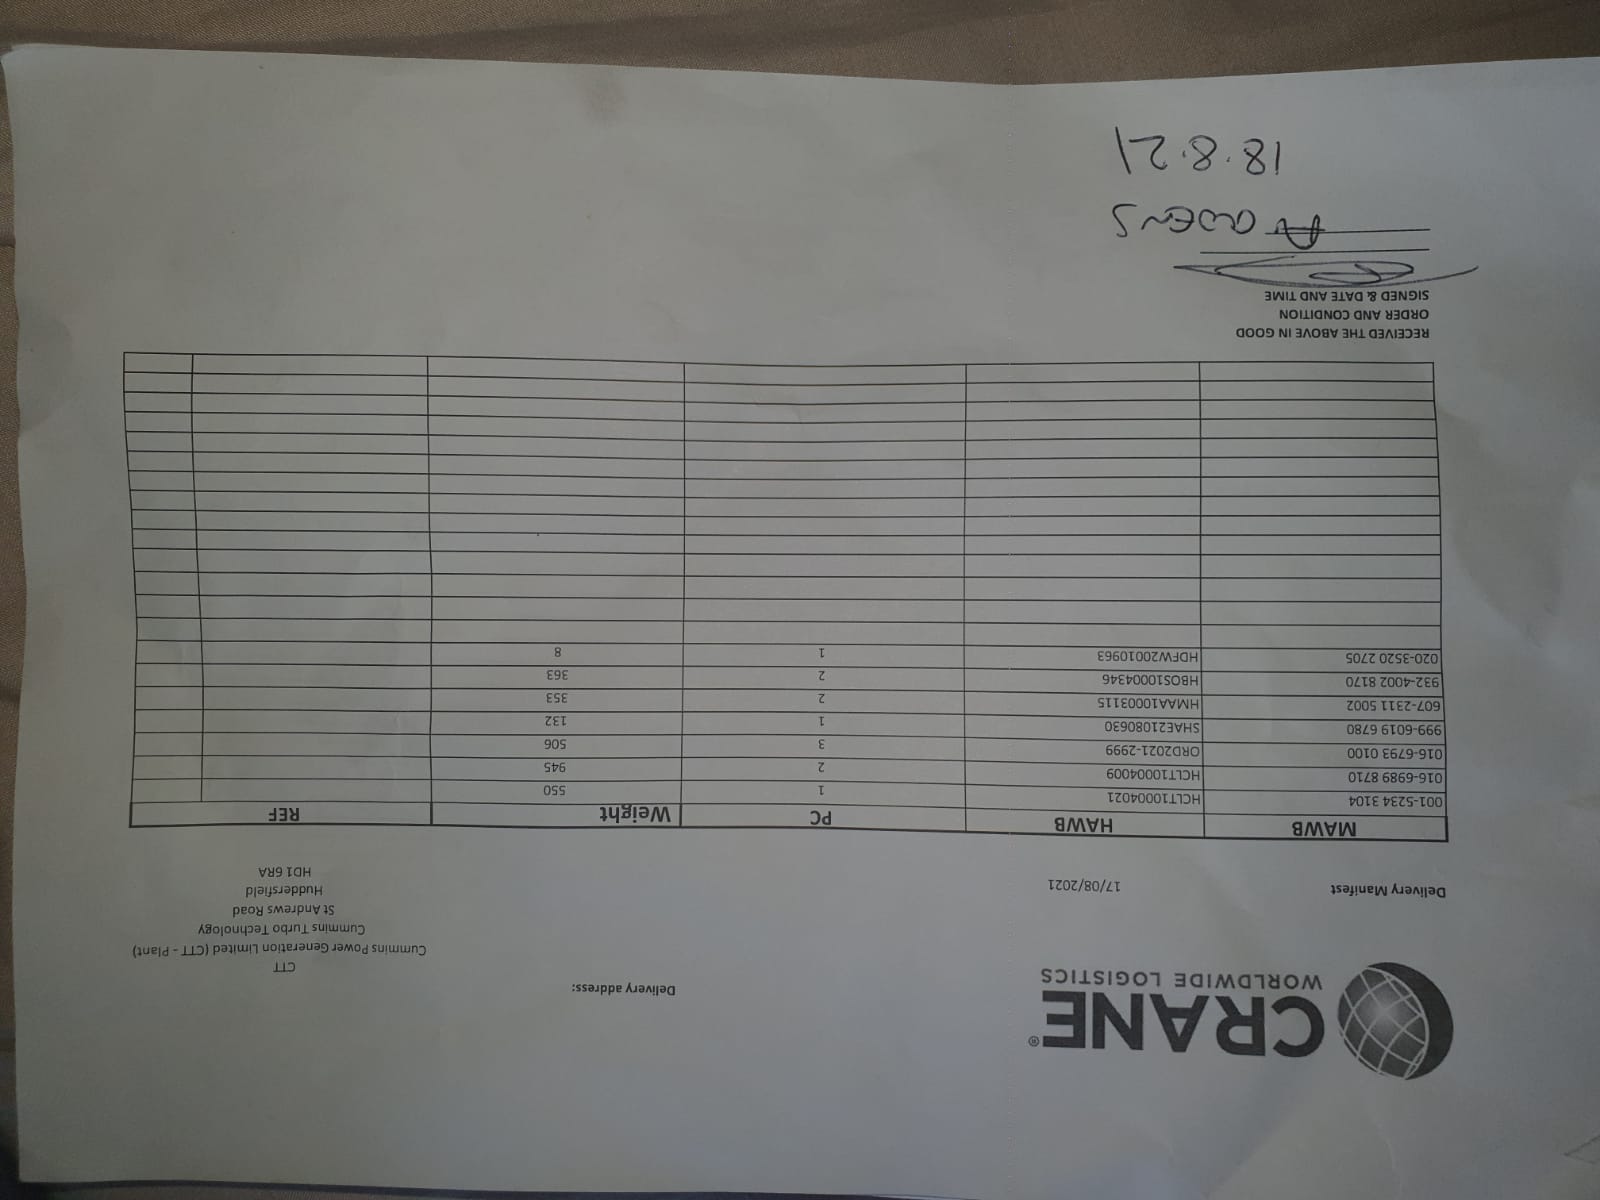 CRANE®
WORLDWIDE LOGISTICS
Delivery address:
CTT
Cummins Power Generation Limited (CTT - Plant)
Cummins Turbo Technology
St Andrews Road
Huddersfield
HD1 6RA
Delivery Manifest 17/08/2021
MAWB HAWB PC Weight REF
001-5234 3104 HCLT10004021 1 550
016-6989 8710 HCLT10004009 2 945
016-6793 0100 ORD2021-2999 3 506
999-6019 6780 SHAE21080630 1 132
607-2311 5002 HMAA10003115 2 353
932-4002 8170 HBOS10004346 2 363
020-3520 2705 HDFW20010963 1 8
RECEIVED THE ABOVE IN GOOD
ORDER AND CONDITION
SIGNED & DATE AND TIME
A OWENS
18.8.21